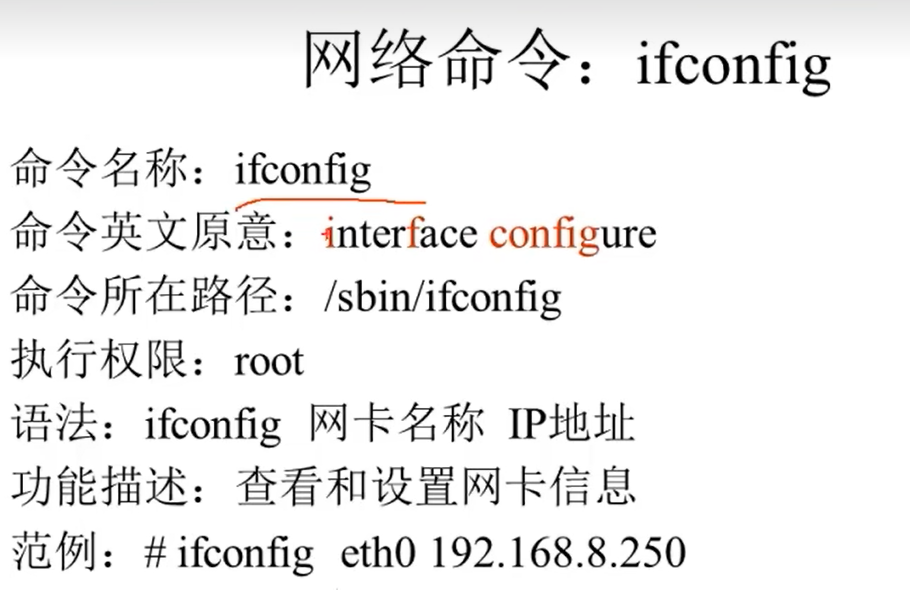 网络命令：ifconfig
命令名称：ifconfig
命令英文原意：interface configure
命令所在路径：/sbin/ifconfig
执行权限：root
语法：ifconfig 网卡名称 IP地址
功能描述：查看和设置网卡信息
范例：# ifconfig eth0 192.168.8.250